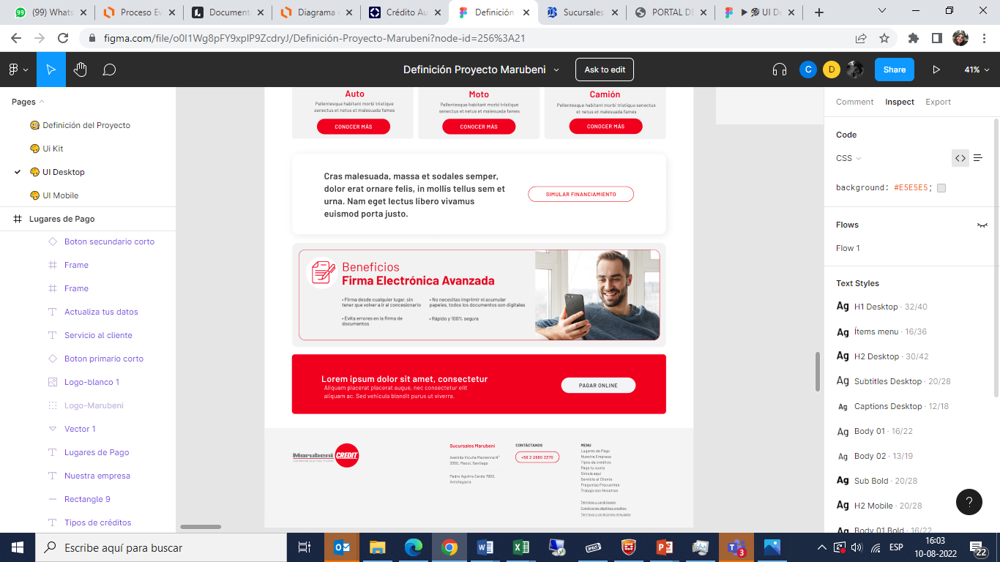 (99) Whats
Proceso Ev
Document
Diagrama
Crédito Au
Definición
Sucursales
PORTAL DE
UI De
figma.com/file/o0I1Wg8pFY9xpIP9ZcdryJ/Definición-Proyecto-Marubeni?node-id=256%3A21
Definición Proyecto Marubeni
Ask to edit
C
D
Share
41%
Pages
Definición del Proyecto
Ui Kit
UI Desktop
UI Mobile
Lugares de Pago
Boton secundario corto
Frame
Frame
Actualiza tus datos
Servicio al cliente
Boton primario corto
Logo-blanco 1
Logo-Marubeni
Vector 1
Lugares de Pago
Nuestra empresa
Rectangle 9
Tipos de créditos
Auto
Pellentesque habitant morbi tristique
senectus et netus et malesuada fames
CONOCER MÁS
Moto
Pellentesque habitant morbi tristique
senectus et netus et malesuada fames
CONOCER MÁS
Camión
Pellentesque habitant morbi tristique senectus
et netus et malesuada fames
CONOCER MÁS
Cras malesuada, massa et sodales semper,
dolor erat ornare felis, in mollis tellus sem et
urna. Nam eget lectus libero vivamus
euismod porta justo.
SIMULAR FINANCIAMIENTO
Beneficios
Firma Electrónica Avanzada
• Firma desde cualquier lugar, sin
tener que volver a ir al concesionario
• Evita errores en la firma de
documentos
• No necesitas imprimir ni acumular
papeles, todos los documentos son digitales
• Rápido y 100% segura
Lorem ipsum dolor sit amet, consectetur
Aliquam placerat placerat augue, nec consectetur elit
aliquam ac. Sed vehicula blandit purus ut viverra.
PAGAR ONLINE
Marubeni CREDIT
Sucursales Marubeni
Avenida Vicuña Mackenna N°
3300, Macul, Santiago
Pedro Aguirre Cerda 7903,
Antofagasta
CONTÁCTANOS
+56 2 2680 3370
MENU
Lugares de Pago
Nuestra Empresa
Tipos de créditos
Paga tu cuota
Simula aquí
Servicio al Cliente
Preguntas Frecuentes
Trabaja con Nosotros
Términos y condiciones
Condiciones objetivas creditos
Términos y condiciones simulador
Comment
Inspect
Export
Code
CSS
background: #E5E5E5;
Flows
Flow 1
Text Styles
Ag H1 Desktop · 32/40
Ag Ítems menu · 16/36
Ag H2 Desktop · 30/42
Ag Subtitles Desktop · 20/28
Ag Captions Desktop · 12/18
Ag Body 01 · 16/22
Ag Body 02 · 13/19
Ag Sub Bold · 20/28
Ag H2 Mobile · 20/28
Ag Body 01 Bold · 16/22
?
Escribe aquí para buscar
3
ESP
16:03
10-08-2022
22